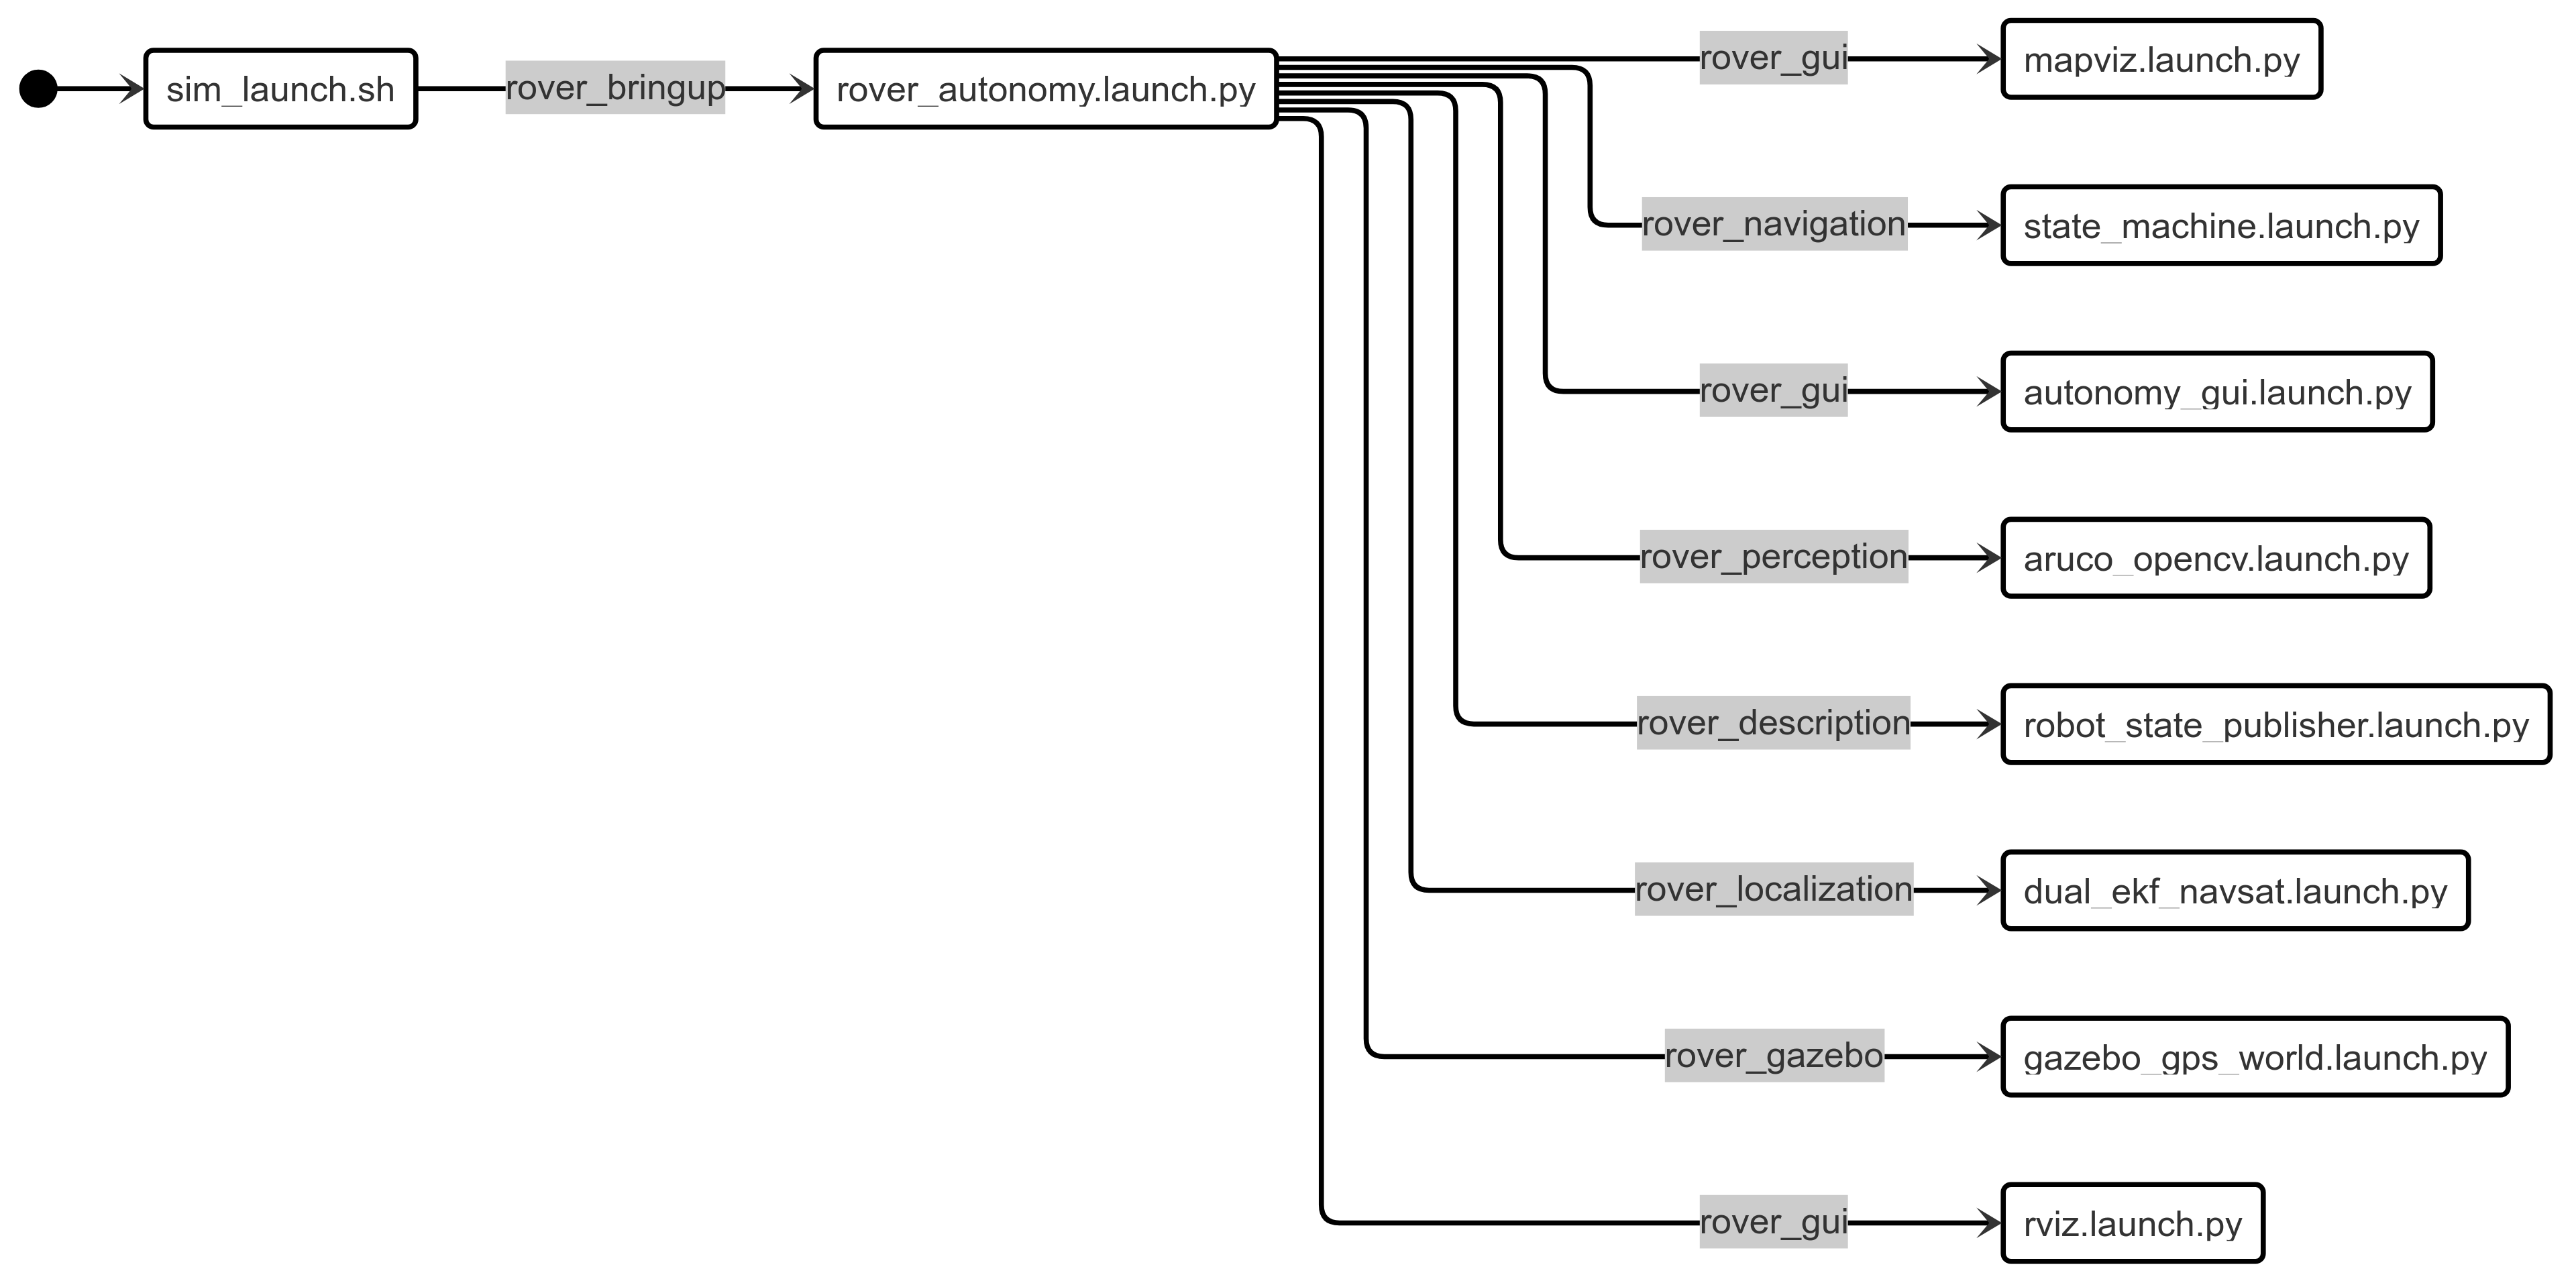 sim_launch.sh
rover_bringup
rover_autonomy.launch.py
rover_gui
mapviz.launch.py
rover_navigation
state_machine.launch.py
rover_gui
autonomy_gui.launch.py
rover_perception
aruco_opencv.launch.py
rover_description
robot_state_publisher.launch.py
rover_localization
dual_ekf_navsat.launch.py
rover_gazebo
gazebo_gps_world.launch.py
rover_gui
rviz.launch.py